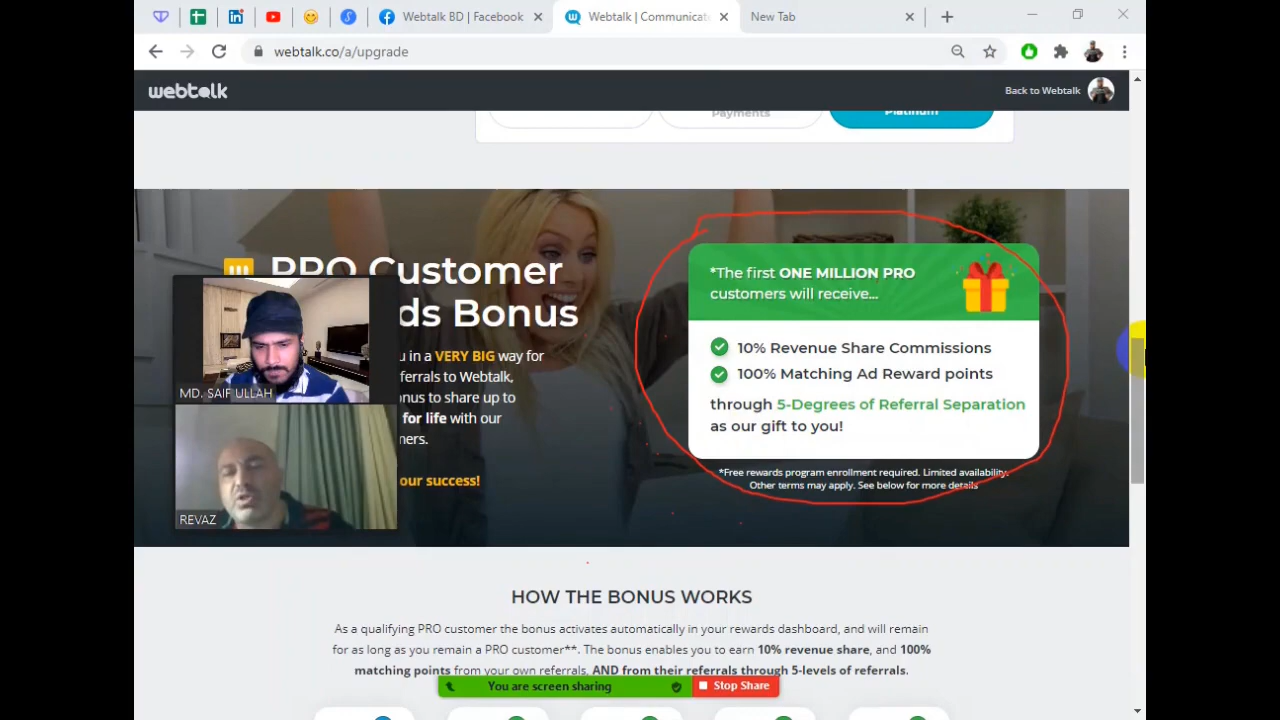 Webtalk BD | Facebook
Webtalk | Communicat
New Tab
webtalk.co/a/upgrade
webtalk
Back to Webtalk
Payments
Platinum
PRO Customer
ds Bonus
u in a VERY BIG way for
ferrals to Webtalk,
onus to share up to
for life with our
mers.
our success!
*The first ONE MILLION PRO
customers will receive...
10% Revenue Share Commissions
100% Matching Ad Reward points
through 5-Degrees of Referral Separation
as our gift to you!
*Free rewards program enrollment required. Limited availability.
Other terms may apply. See below for more details
MD. SAIF ULLAH
REVAZ
HOW THE BONUS WORKS
As a qualifying PRO customer the bonus activates automatically in your rewards dashboard, and will remain
for as long as you remain a PRO customer**. The bonus enables you to earn 10% revenue share, and 100%
matching points from your own referrals, AND from their referrals through 5-levels of referrals.
You are screen sharing
Stop Share